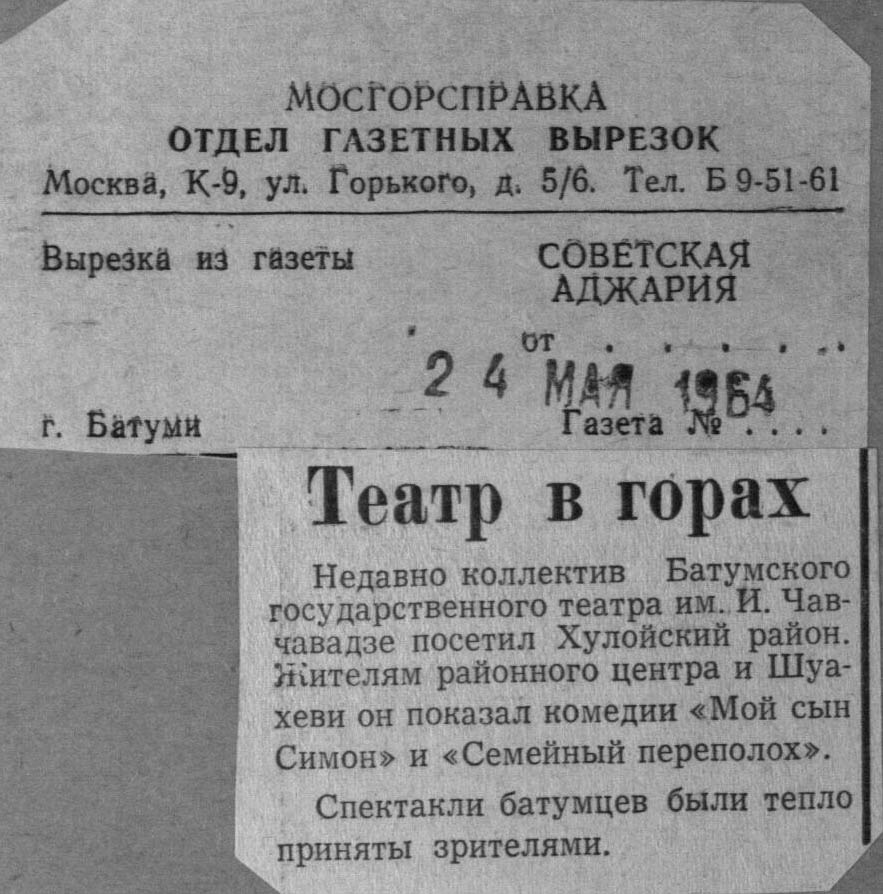 МОСГОРСПРАВКА
ОТДЕЛ ГАЗЕТНЫХ ВЫРЕЗОК
Москва, К-9, ул. Горького, д. 5/6. Тел. Б 9-51-61
Вырезка из газеты
СОВЕТСКАЯ
АДЖАРИЯ
от . . . . . .
24 МАЯ 1964
г. Батуми
Газета № . . . .
Театр в горах
Недавно коллектив Батумского
государственного театра им. И. Чав-
чавадзе посетил Хулойский район.
Жителям районного центра и Шуа-
хеви он показал комедии «Мой сын
Симон» и «Семейный переполох».
Спектакли батумцев были тепло
приняты зрителями.